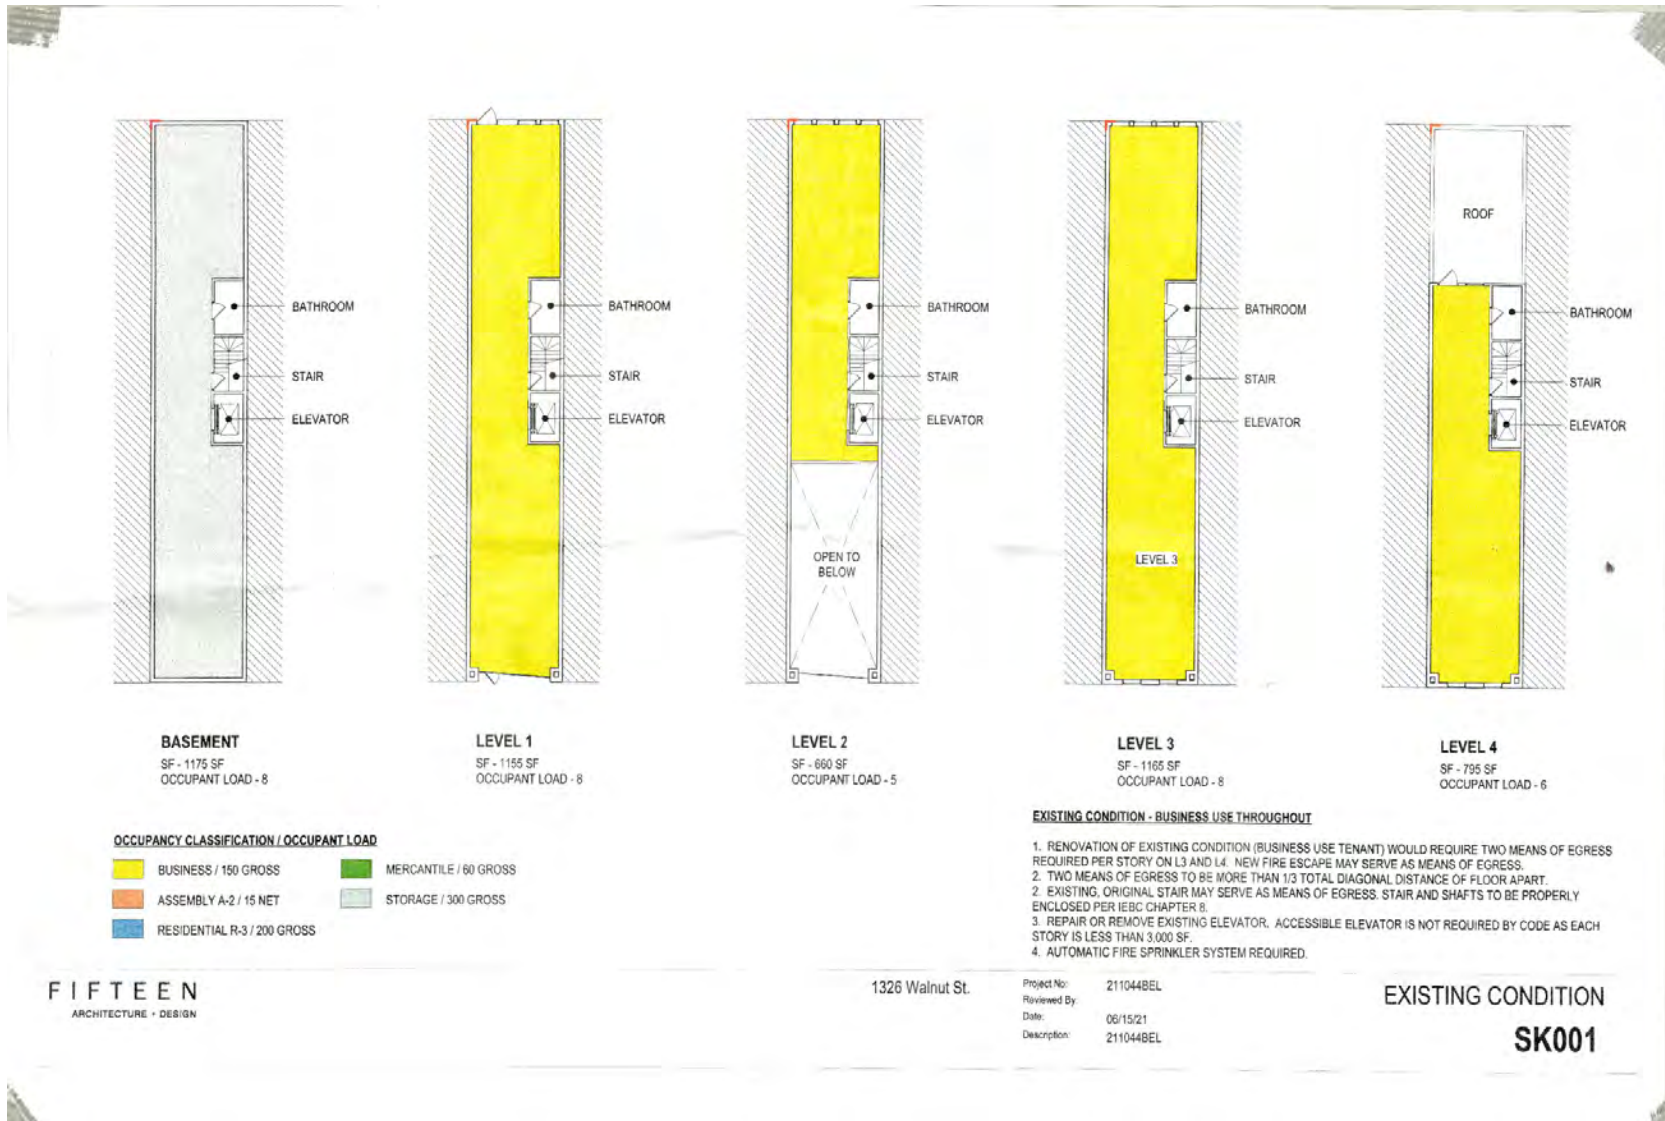 ROOF
BATHROOM
STAIR
ELEVATOR
BATHROOM
STAIR
ELEVATOR
BATHROOM
STAIR
ELEVATOR
OPEN TO
BELOW
BATHROOM
STAIR
ELEVATOR
LEVEL 3
BATHROOM
STAIR
ELEVATOR
BASEMENT
SF - 1175 SF
OCCUPANT LOAD - 8
LEVEL 1
SF - 1155 SF
OCCUPANT LOAD - 8
LEVEL 2
SF - 660 SF
OCCUPANT LOAD - 5
LEVEL 3
SF - 1165 SF
OCCUPANT LOAD - 8
LEVEL 4
SF - 795 SF
OCCUPANT LOAD - 6
OCCUPANCY CLASSIFICATION / OCCUPANT LOAD
BUSINESS / 150 GROSS
ASSEMBLY A-2 / 15 NET
RESIDENTIAL R-3 / 200 GROSS
MERCANTILE / 60 GROSS
STORAGE / 300 GROSS
EXISTING CONDITION - BUSINESS USE THROUGHOUT
1. RENOVATION OF EXISTING CONDITION (BUSINESS USE TENANT) WOULD REQUIRE TWO MEANS OF EGRESS
REQUIRED PER STORY ON L3 AND L4. NEW FIRE ESCAPE MAY SERVE AS MEANS OF EGRESS.
2. TWO MEANS OF EGRESS TO BE MORE THAN 1/3 TOTAL DIAGONAL DISTANCE OF FLOOR APART.
2. EXISTING, ORIGINAL STAIR MAY SERVE AS MEANS OF EGRESS. STAIR AND SHAFTS TO BE PROPERLY
ENCLOSED PER IEBC CHAPTER 8.
3. REPAIR OR REMOVE EXISTING ELEVATOR. ACCESSIBLE ELEVATOR IS NOT REQUIRED BY CODE AS EACH
STORY IS LESS THAN 3,000 SF.
4. AUTOMATIC FIRE SPRINKLER SYSTEM REQUIRED.
FIFTEEN
ARCHITECTURE + DESIGN
1326 Walnut St.
Project No: 211044BEL
Reviewed By:
Date: 06/15/21
Description: 211044BEL
EXISTING CONDITION
SK001